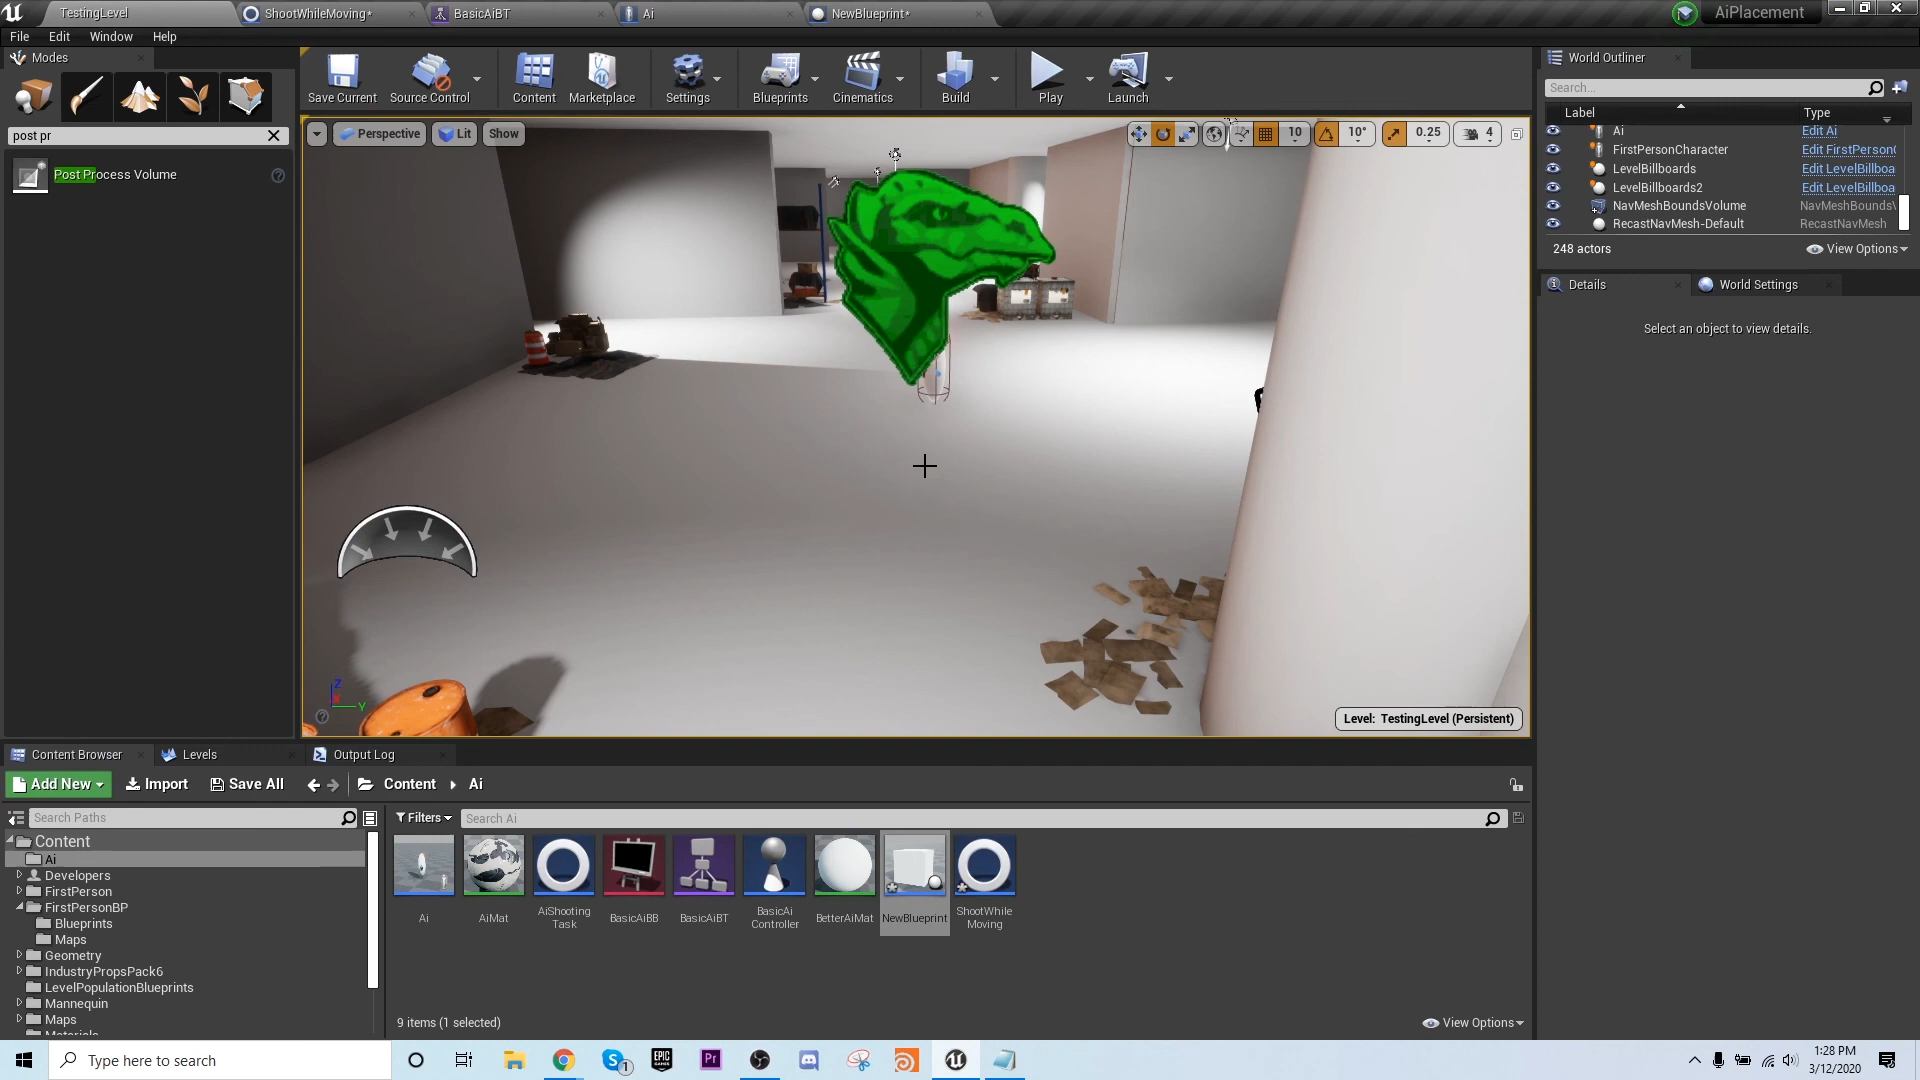 TestingLevel
ShootWhileMoving*
BasicAiBT
Ai
NewBlueprint*
AiPlacement
File
Edit
Window
Help
Modes
Save Current
Source Control
Content
Marketplace
Settings
Blueprints
Cinematics
Build
Play
Launch
post pr
Post Process Volume
Perspective
Lit
Show
10
10°
0.25
4
World Outliner
Search...
Label
Type
Ai
Edit Ai
FirstPersonCharacter
Edit FirstPerson(
LevelBillboards
Edit LevelBillboa
LevelBillboards2
Edit LevelBillboa
NavMeshBoundsVolume
NavMeshBounds\
RecastNavMesh-Default
RecastNavMesh
248 actors
View Options
Details
World Settings
Select an object to view details.
Z
Y
Level: TestingLevel (Persistent)
Content Browser
Levels
Output Log
Add New
Import
Save All
Content
Ai
Search Paths
Filters
Search Ai
Content
Ai
Developers
FirstPerson
FirstPersonBP
Blueprints
Maps
Geometry
IndustryPropsPack6
LevelPopulationBlueprints
Mannequin
Maps
Materials
Ai
AiMat
AiShooting
Task
BasicAiBB
BasicAiBT
BasicAi
Controller
BetterAiMat
NewBlueprint
ShootWhile
Moving
9 items (1 selected)
View Options
Type here to search
1
EPIC
GAMES
Pr
1:28 PM
3/12/2020